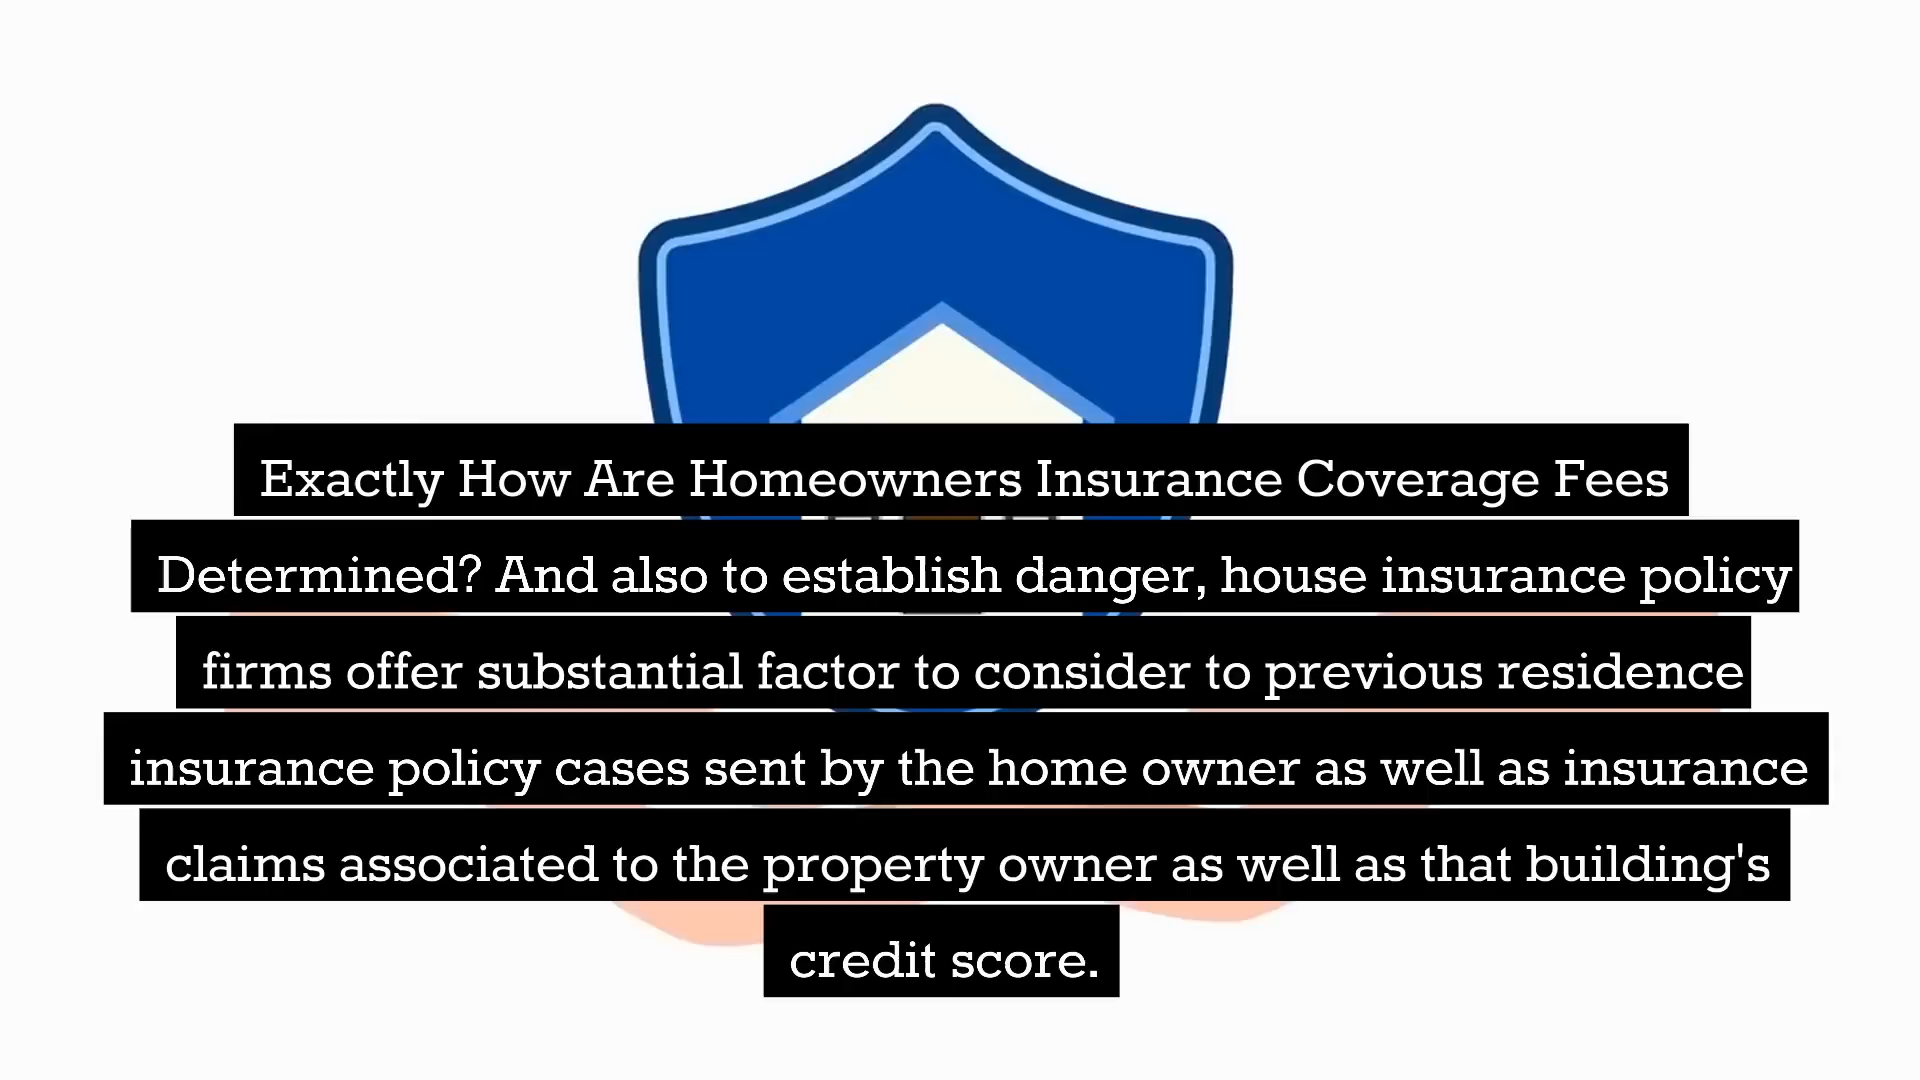 Exactly How Are Homeowners Insurance Coverage Fees
Determined? And also to establish danger, house insurance policy
firms offer substantial factor to consider to previous residence
insurance policy cases sent by the home owner as well as insurance
claims associated to the property owner as well as that building's
credit score.